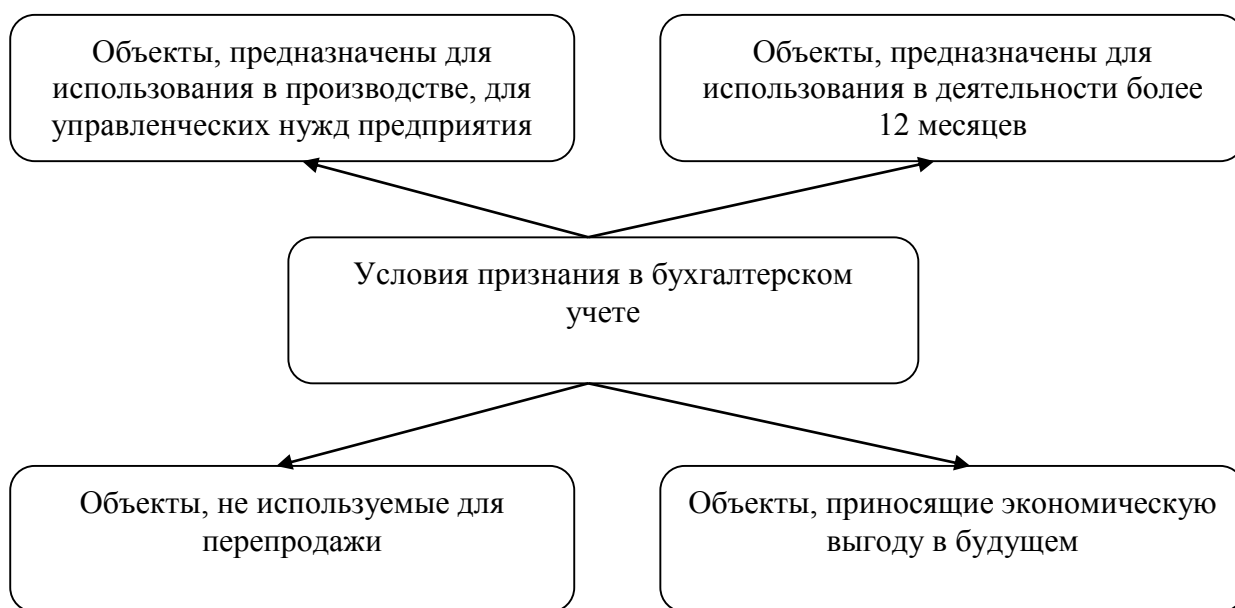 Объекты, предназначены для
использования в производстве, для
управленческих нужд предприятия
Объекты, предназначены для
использования в деятельности более
12 месяцев
Условия признания в бухгалтерском
учете
Объекты, не используемые для
перепродажи
Объекты, приносящие экономическую
выгоду в будущем